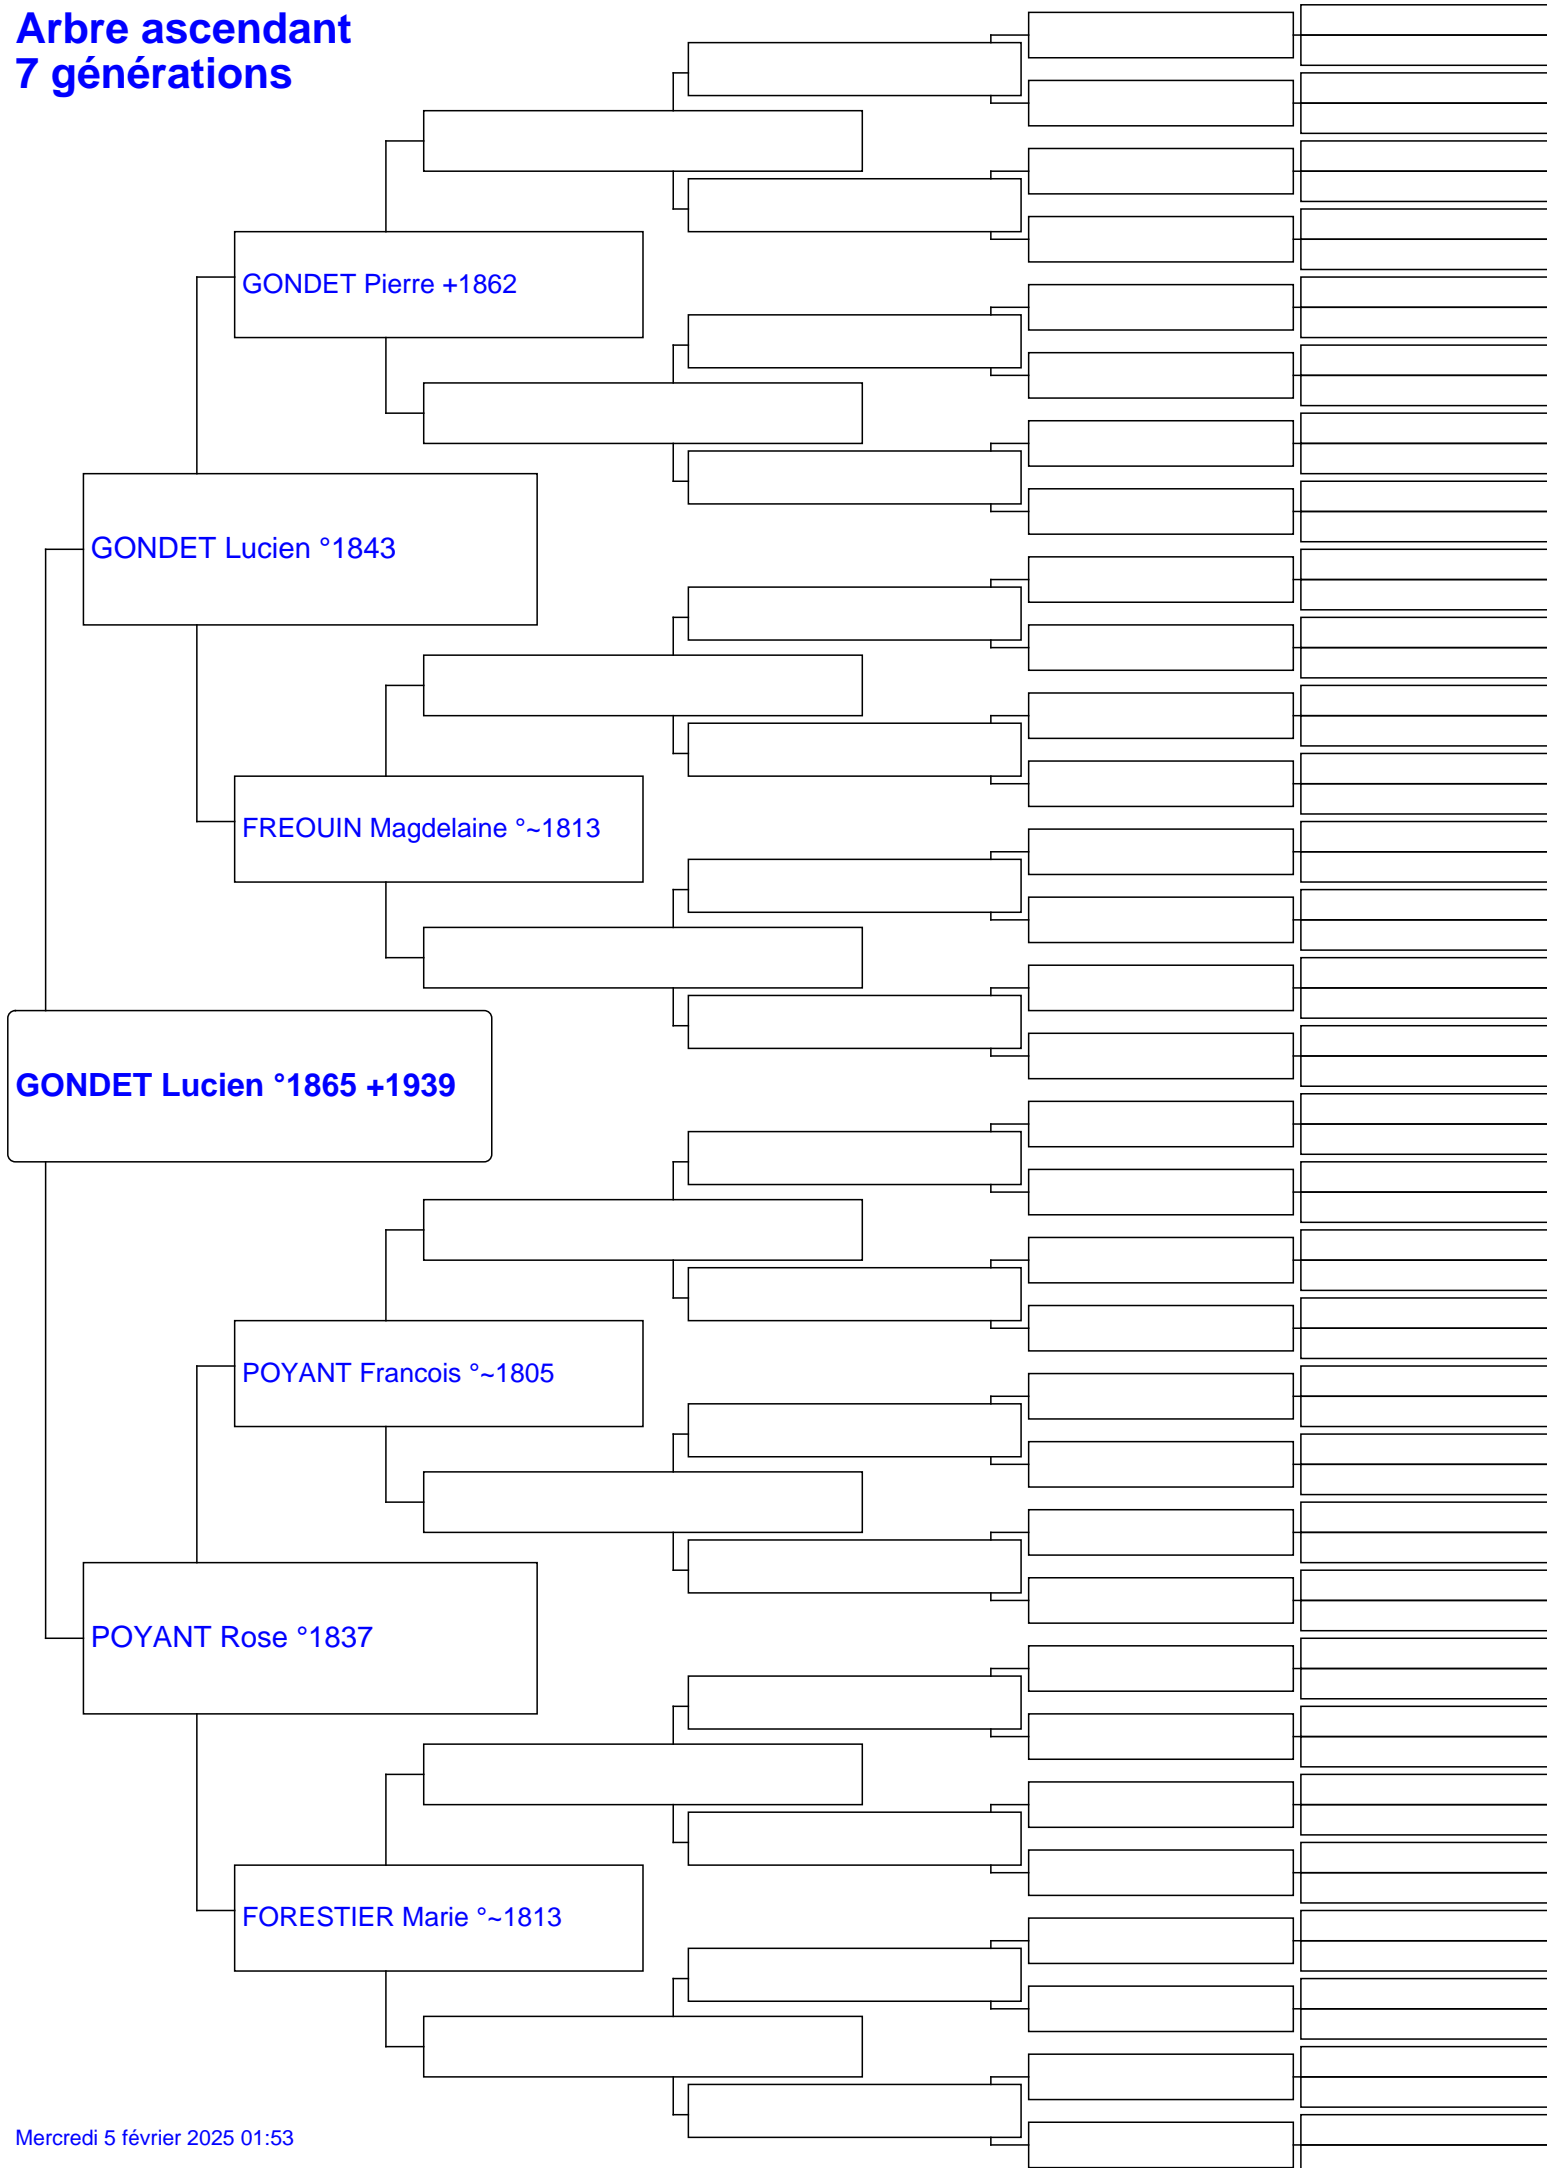 Arbre ascendant
7 générations
GONDET Pierre +1862
GONDET Lucien °1843
FREOUIN Magdelaine °~1813
GONDET Lucien °1865 +1939
POYANT Francois °~1805
POYANT Rose °1837
FORESTIER Marie °~1813
Mercredi 5 février 2025 01:53